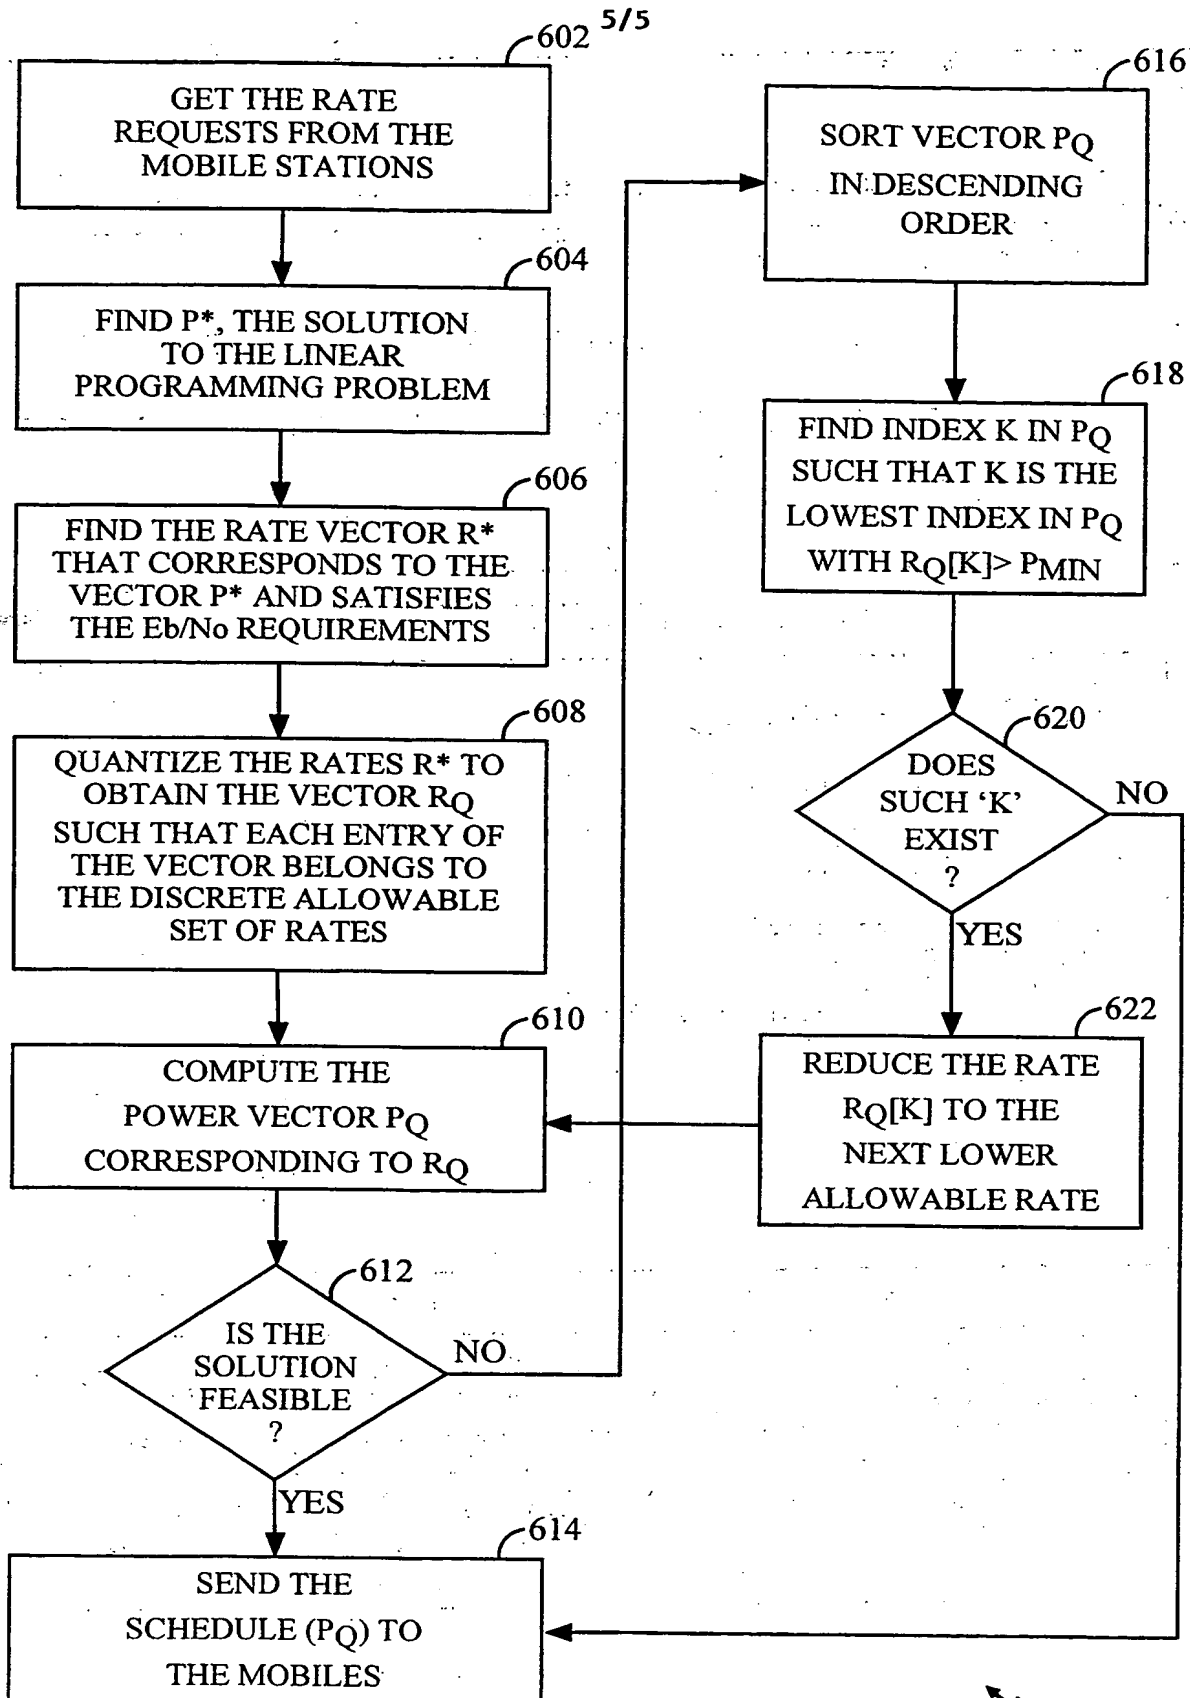 5/5
602
GET THE RATE
REQUESTS FROM THE
MOBILE STATIONS
604
FIND P*, THE SOLUTION
TO THE LINEAR
PROGRAMMING PROBLEM
606
FIND THE RATE VECTOR R*
THAT CORRESPONDS TO THE
VECTOR P* AND SATISFIES
THE Eb/No REQUIREMENTS
608
QUANTIZE THE RATES R* TO
OBTAIN THE VECTOR RQ
SUCH THAT EACH ENTRY OF
THE VECTOR BELONGS TO
THE DISCRETE ALLOWABLE
SET OF RATES
610
COMPUTE THE
POWER VECTOR PQ
CORRESPONDING TO RQ
612
IS THE
SOLUTION
FEASIBLE
?
NO
YES
614
SEND THE
SCHEDULE (PQ) TO
THE MOBILES
616
SORT VECTOR PQ
IN DESCENDING
ORDER
618
FIND INDEX K IN PQ
SUCH THAT K IS THE
LOWEST INDEX IN PQ
WITH RQ[K]> PMIN
620
DOES
SUCH ‘K’
EXIST
?
NO
YES
622
REDUCE THE RATE
RQ[K] TO THE
NEXT LOWER
ALLOWABLE RATE